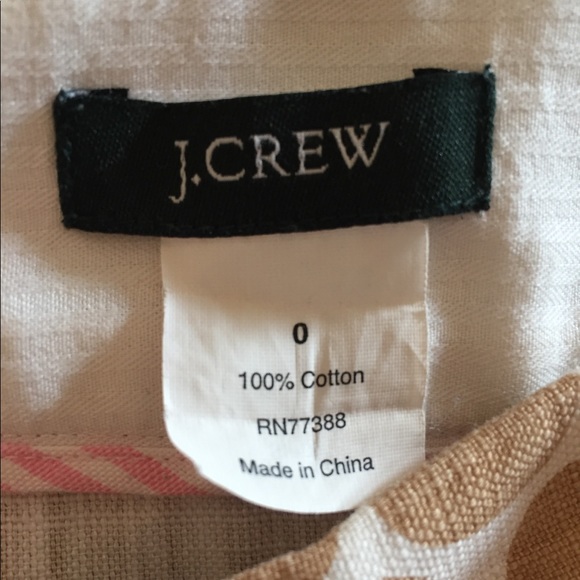 J.CREW
0
100% Cotton
RN77388
Made in China